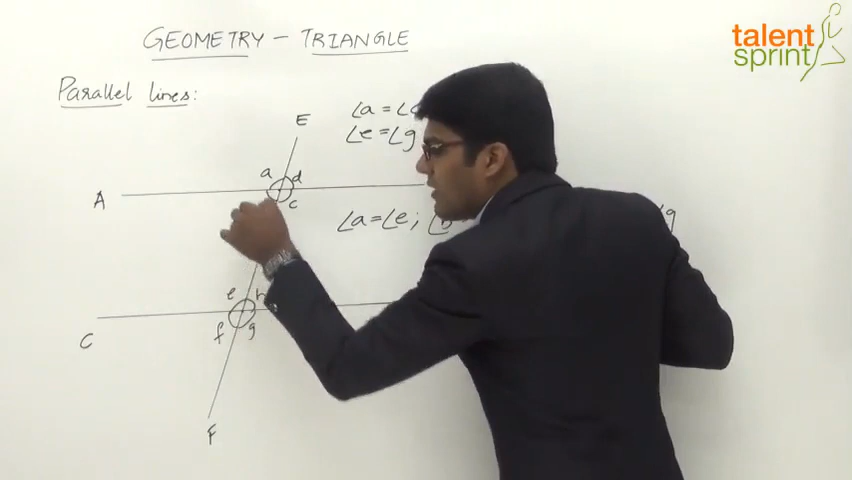 talent
sprint
GEOMETRY - TRIANGLE
Parallel lines:
E
∠a = ∠c
∠e = ∠g
a d
A
c
∠a = ∠e; ∠b
g
e h
C
f g
F